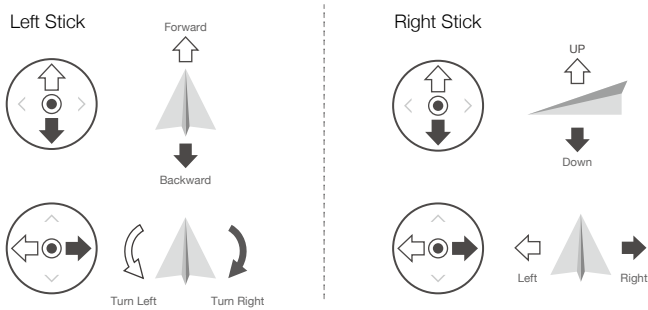 Left Stick
Forward
Backward
Turn Left
Turn Right
Right Stick
UP
Down
Left
Right